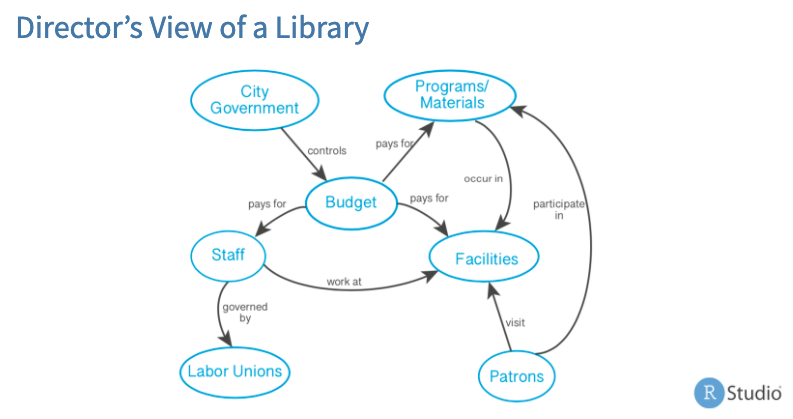 Director’s View of a Library
City
Government
Programs/
Materials
controls
pays for
occur in
pays for
Budget
pays for
participate
in
Staff
Facilities
work at
governed
by
visit
Labor Unions
Patrons
R Studio